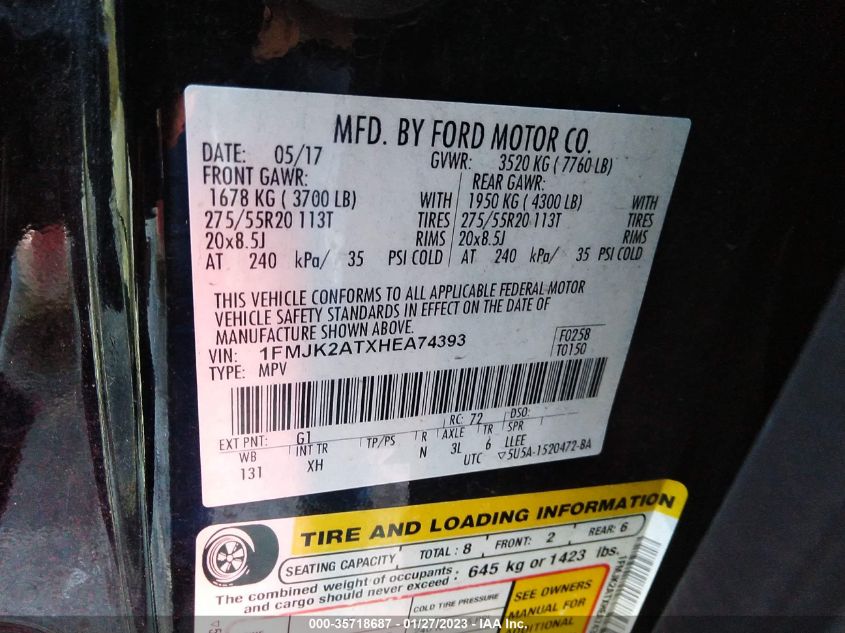 MFD. BY FORD MOTOR CO.
DATE: 05/17 GVWR: 3520 KG ( 7760 LB)
FRONT GAWR: REAR GAWR:
1678 KG ( 3700 LB) WITH 1950 KG ( 4300 LB) WITH
275/55R20 113T TIRES 275/55R20 113T TIRES
20x8.5J RIMS 20x8.5J RIMS
AT 240 kPa/ 35 PSI COLD AT 240 kPa/ 35 PSI COLD
THIS VEHICLE CONFORMS TO ALL APPLICABLE FEDERAL MOTOR
VEHICLE SAFETY STANDARDS IN EFFECT ON THE DATE OF
MANUFACTURE SHOWN ABOVE.
VIN: 1FMJK2ATXHEA74393 F0258
TYPE: MPV T0150
RC: 72 DSO:
EXT PNT: G1 TP/PS R AXLE TR SPR
WB INT TR N 3L 6 LLEE
131 XH UTC ▽5U5A-1520472-BA
TIRE AND LOADING INFORMATION
SEATING CAPACITY TOTAL : 8 FRONT: 2 REAR: 6
The combined weight of occupants and cargo should never exceed : 645 kg or 1423 lbs.
COLD TIRE PRESSURE
SEE OWNERS
MANUAL FOR
ADDITIONAL
000-35718687 - 01/27/2023 - IAA Inc.